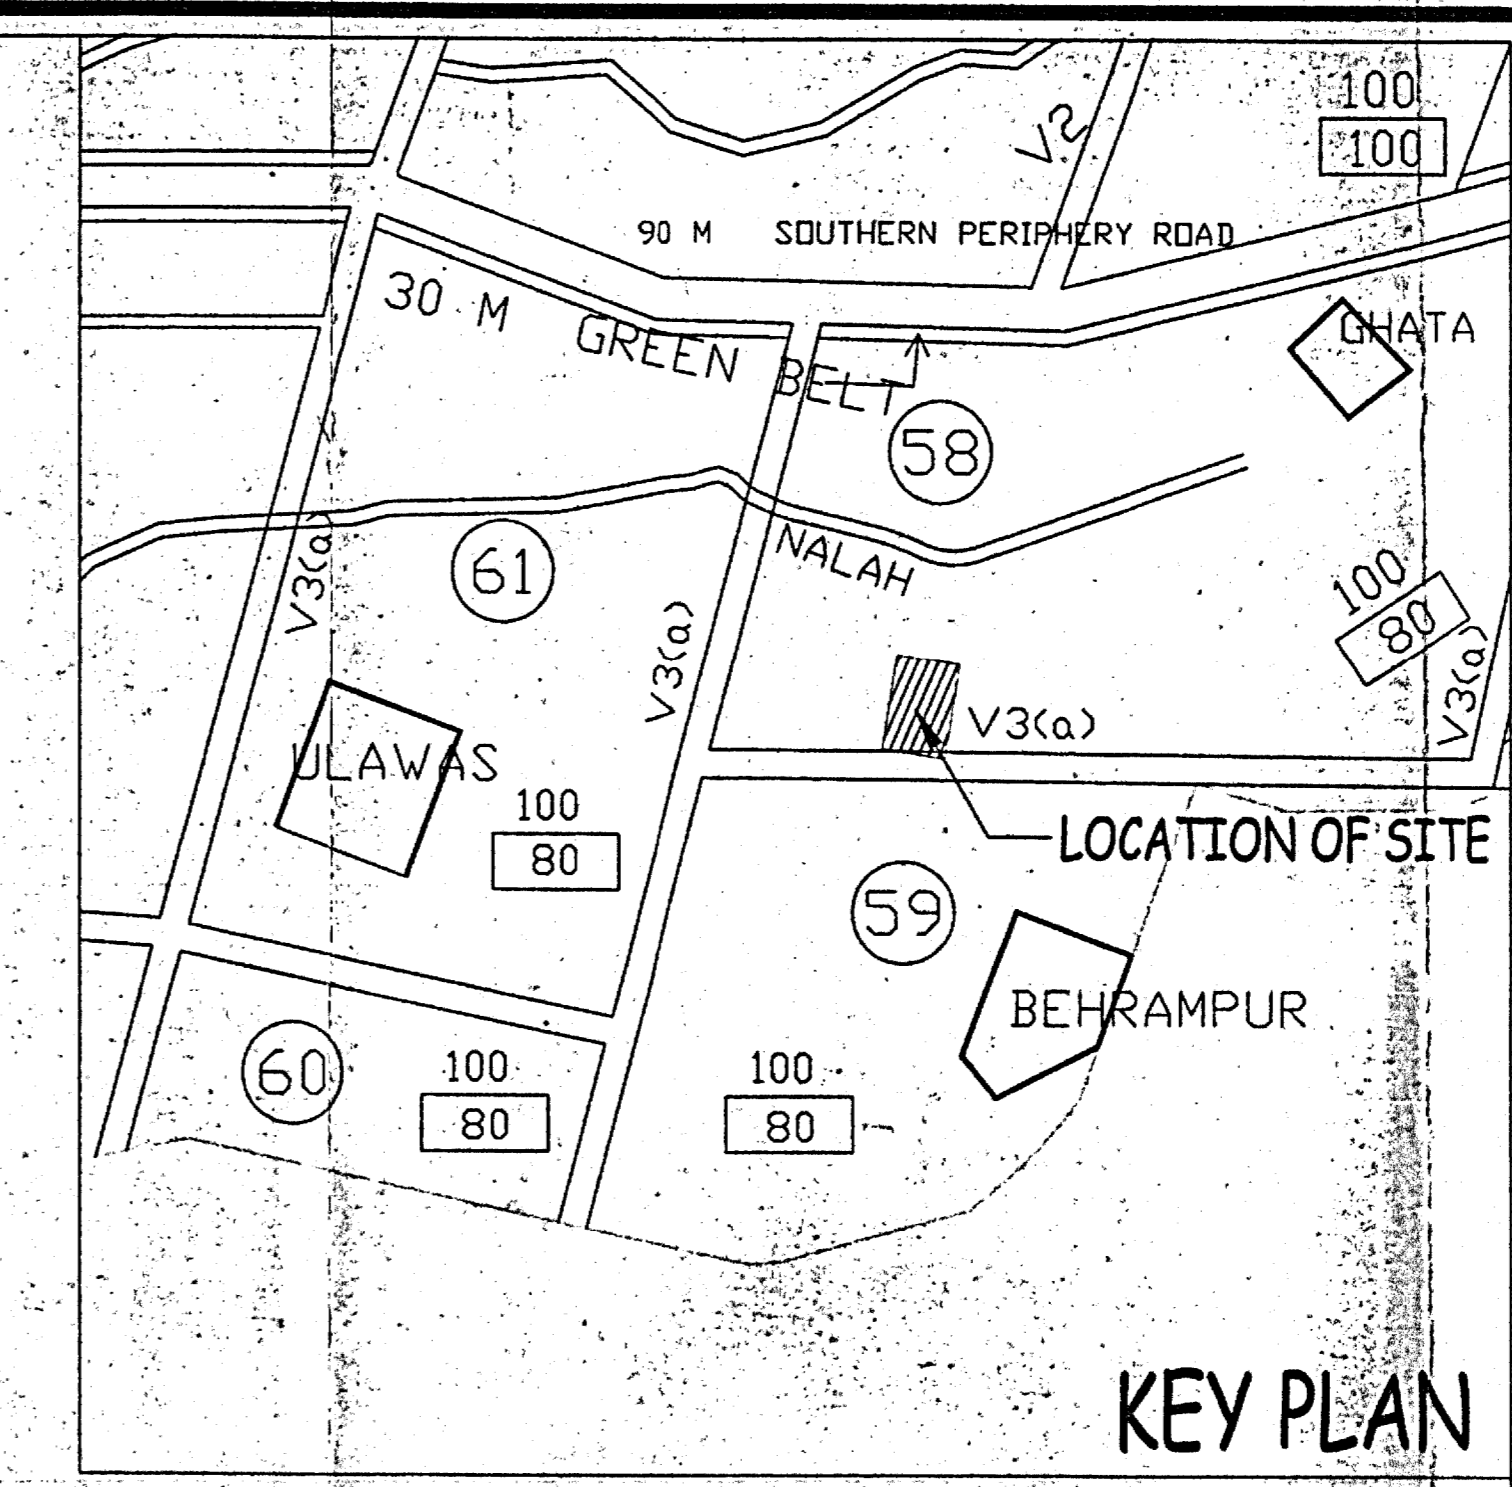 100
100
V2
90 M SOUTHERN PERIPHERY ROAD
30 M GREEN BELT
GHATA
58
NALAH
61
V3(a)
V3(a)
100
80
V3(a)
V3(a)
ULAWAS
100
80
LOCATION OF SITE
59
BEHRAMPUR
60
100
80
100
80
KEY PLAN